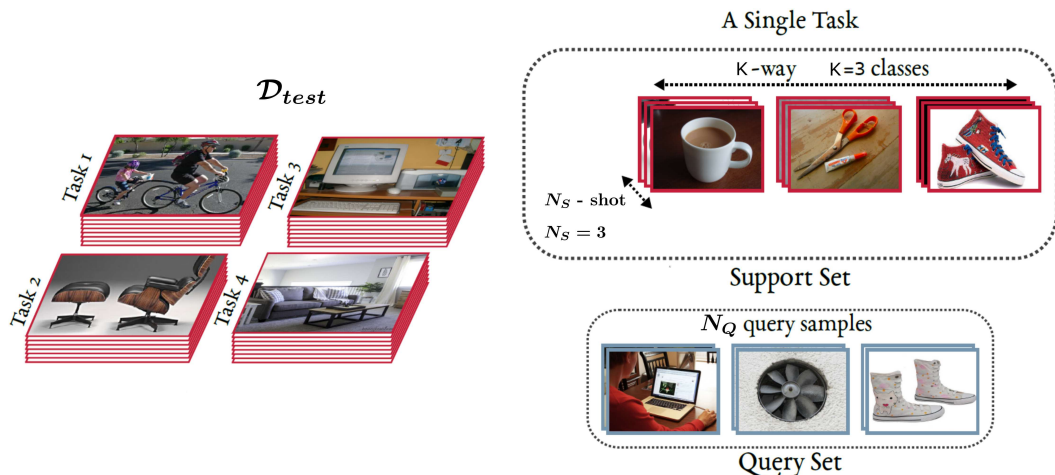 𝒟test
Task 1
Task 3
Task 2
Task 4
A Single Task
K-way K=3 classes
N_S - shot
N_S = 3
Support Set
N_Q query samples
Query Set